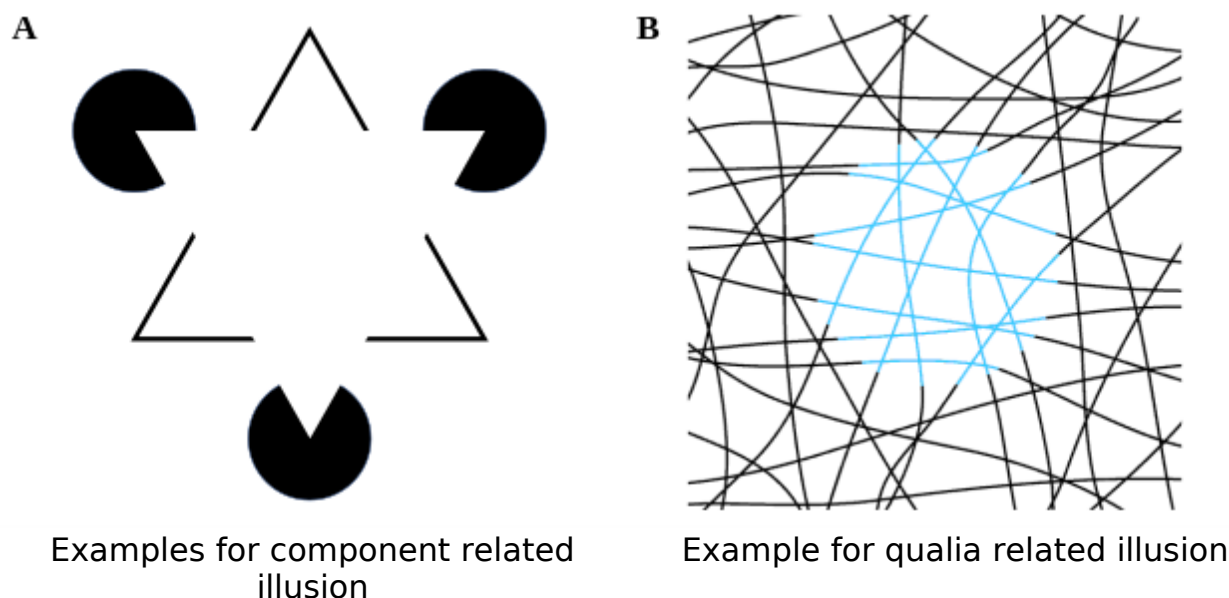 A
B
Examples for component related
illusion
Example for qualia related illusion